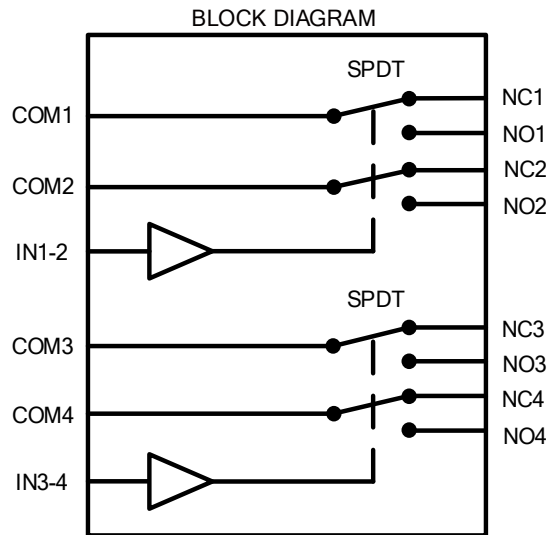 BLOCK DIAGRAM
SPDT
COM1
NC1
NO1
COM2
NC2
NO2
IN1-2
SPDT
COM3
NC3
NO3
COM4
NC4
NO4
IN3-4